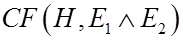 CF(H, E₁ ∧ E₂)